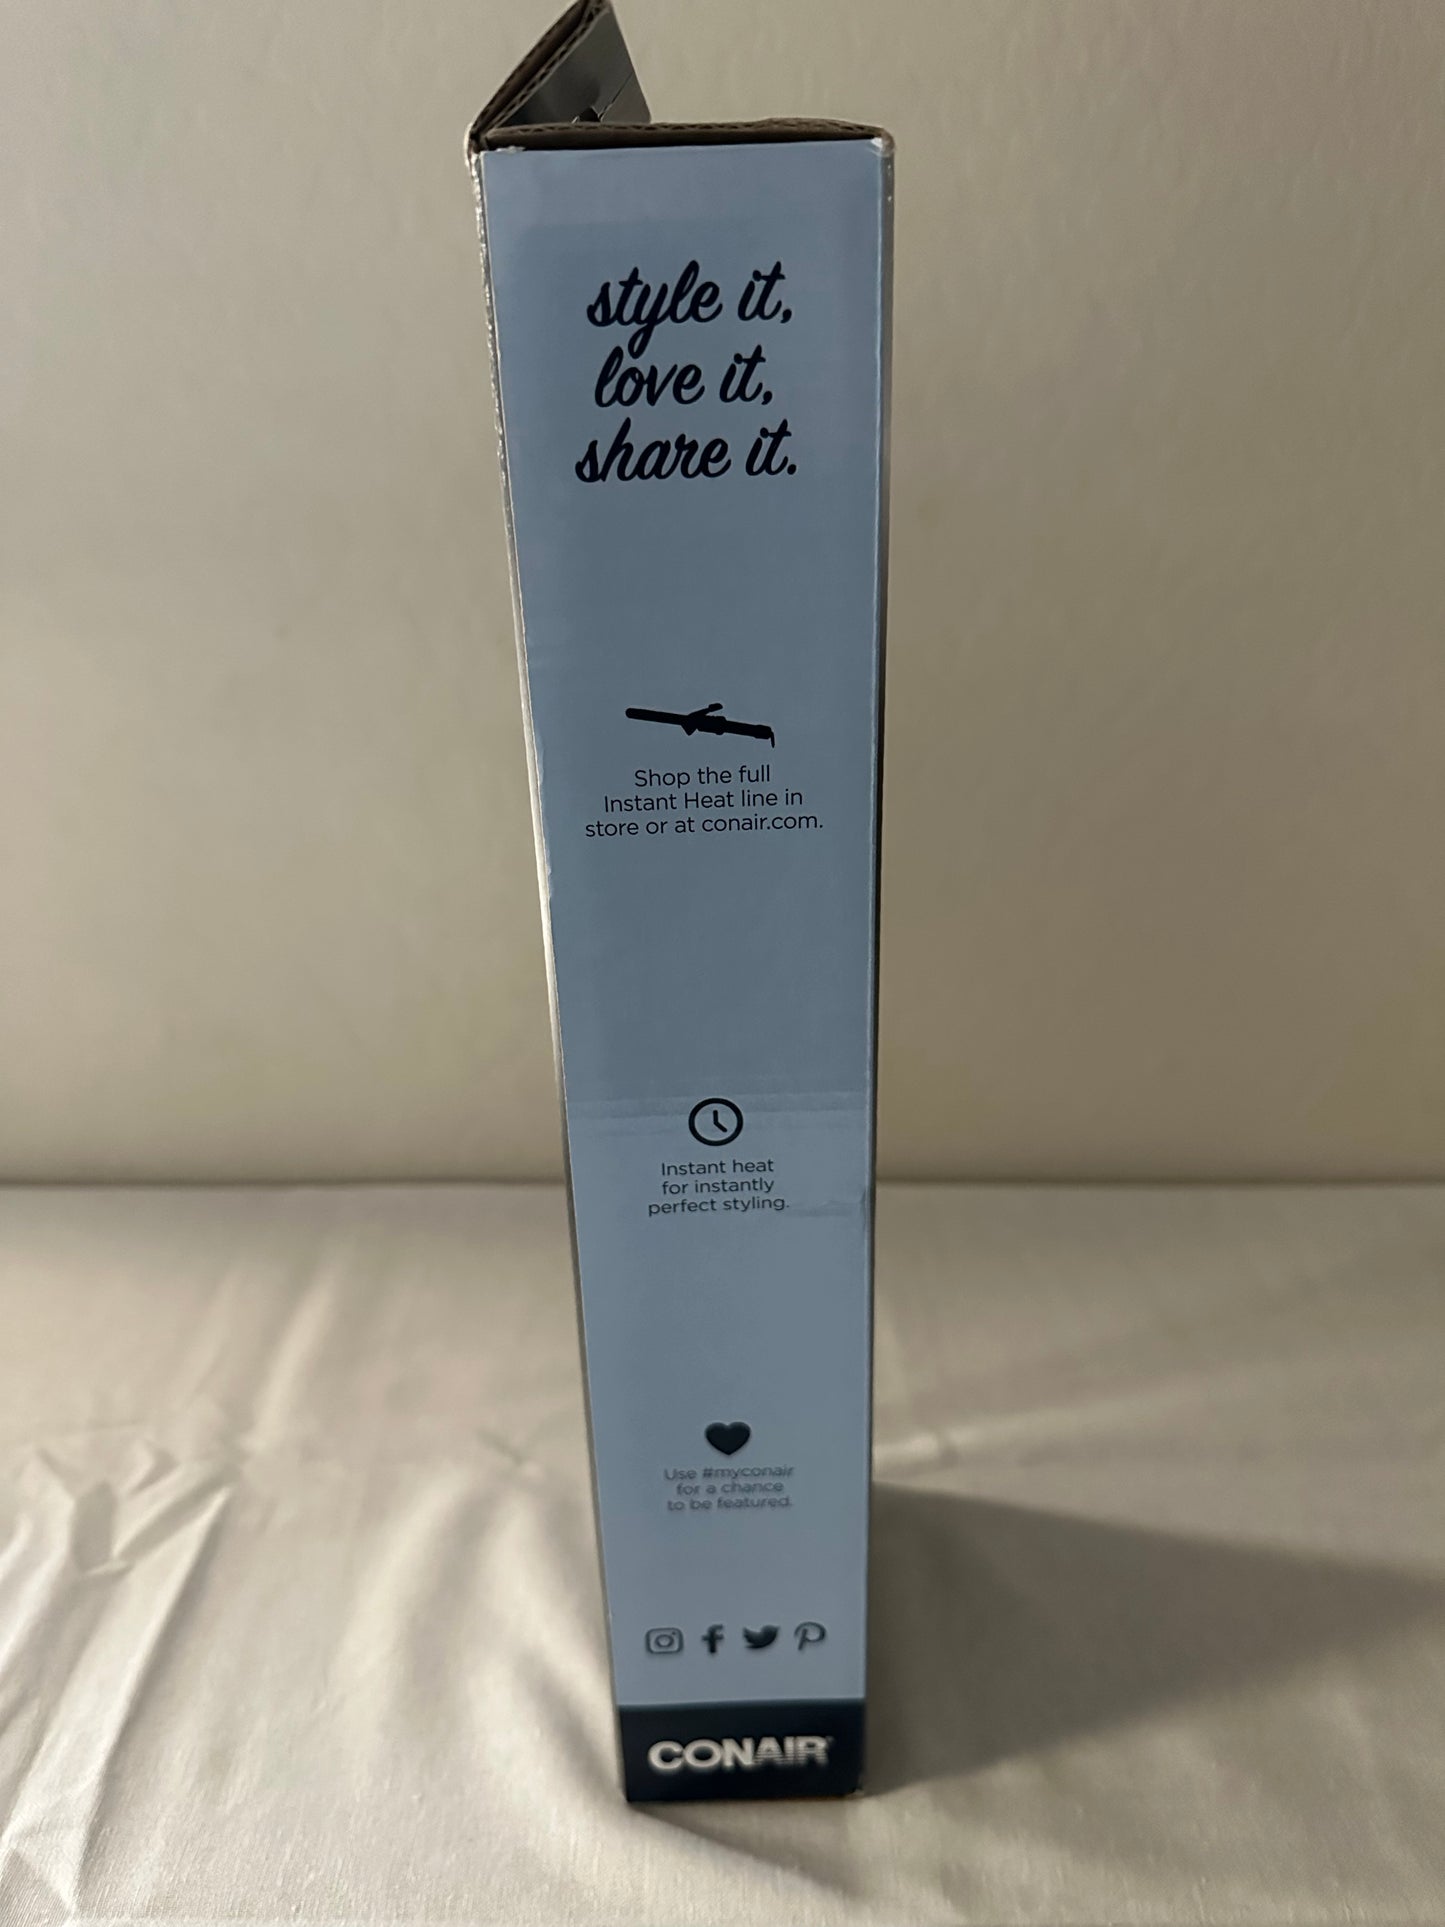 style it,
love it,
share it.
Shop the full
Instant Heat line in
store or at conair.com.
Instant heat
for instantly
perfect styling.
Use #myconair
for a chance
to be featured.
CONAIR®